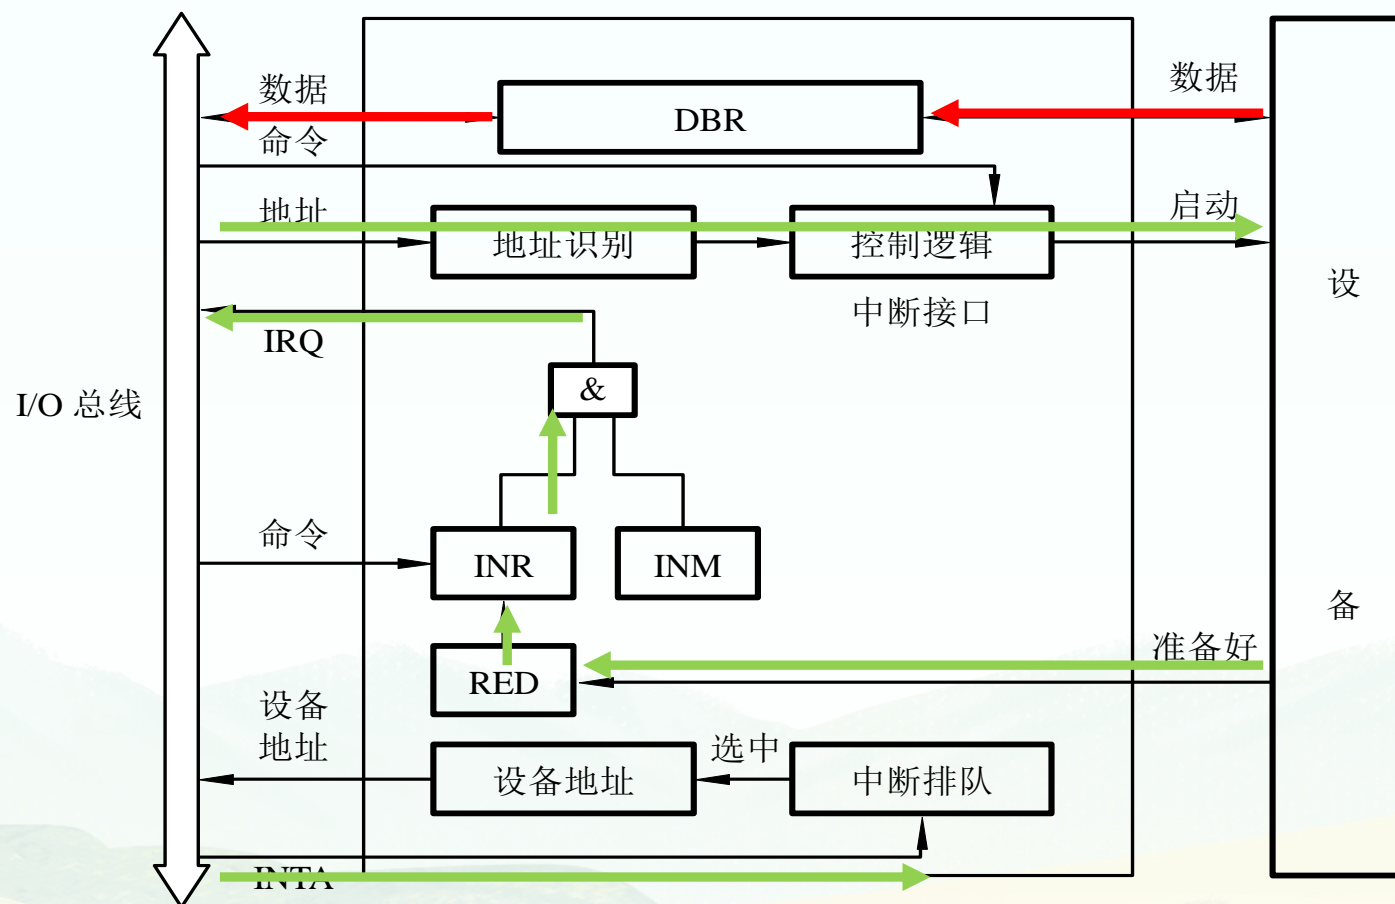 数据
数据
DBR
命令
地址
启动
地址识别
控制逻辑
设
中断接口
IRQ
&
I/O 总线
命令
INR
INM
备
准备好
RED
设备
地址
选中
设备地址
中断排队
INTA